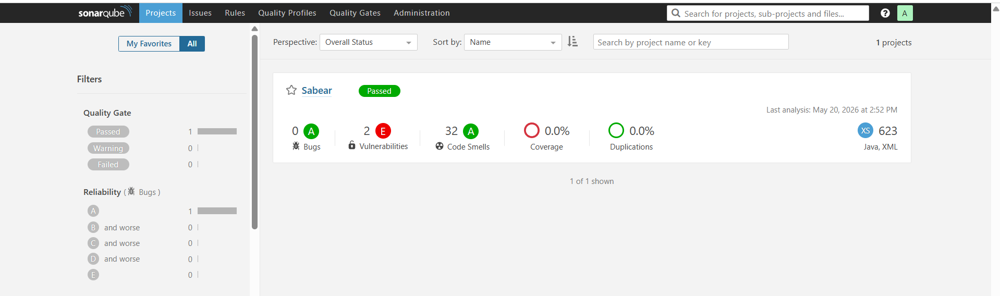 sonarqube Projects Issues Rules Quality Profiles Quality Gates Administration Search for projects, sub-projects and files... ? A
My Favorites All
Filters
Quality Gate
Passed 1
Warning 0
Failed 0
Reliability ( Bugs )
A 1
B and worse 0
C and worse 0
D and worse 0
E 0
Perspective: Overall Status Sort by: Name Search by project name or key 1 projects
Sabear Passed
Last analysis: May 20, 2026 at 2:52 PM
0 A 2 E 32 A 0.0% 0.0% XS 623
Bugs Vulnerabilities Code Smells Coverage Duplications Java, XML
1 of 1 shown